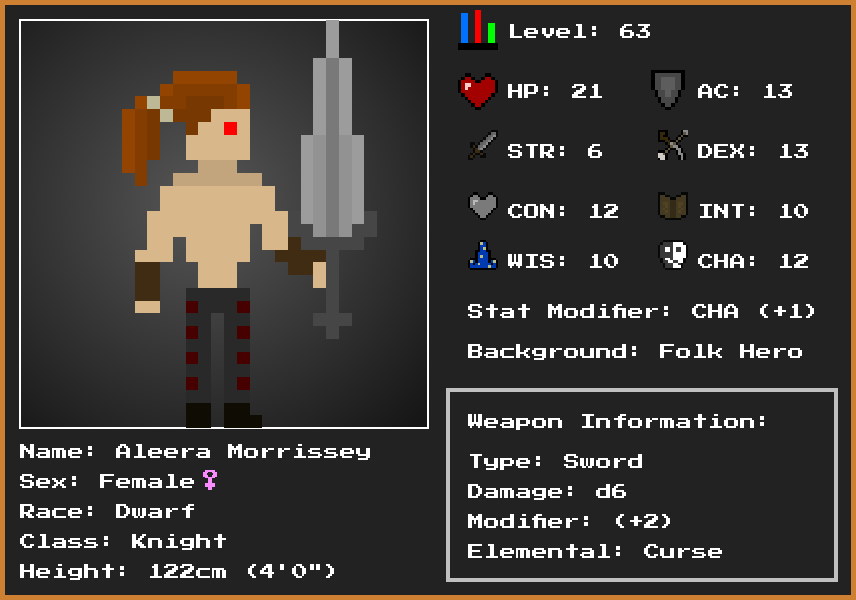 Level: 63
HP: 21
AC: 13
STR: 6
DEX: 13
CON: 12
INT: 10
WIS: 10
CHA: 12
Stat Modifier: CHA (+1)
Background: Folk Hero
Weapon Information:
Type: Sword
Damage: d6
Modifier: (+2)
Elemental: Curse
Name: Aleera Morrissey
Sex: Female♀
Race: Dwarf
Class: Knight
Height: 122cm (4'0")